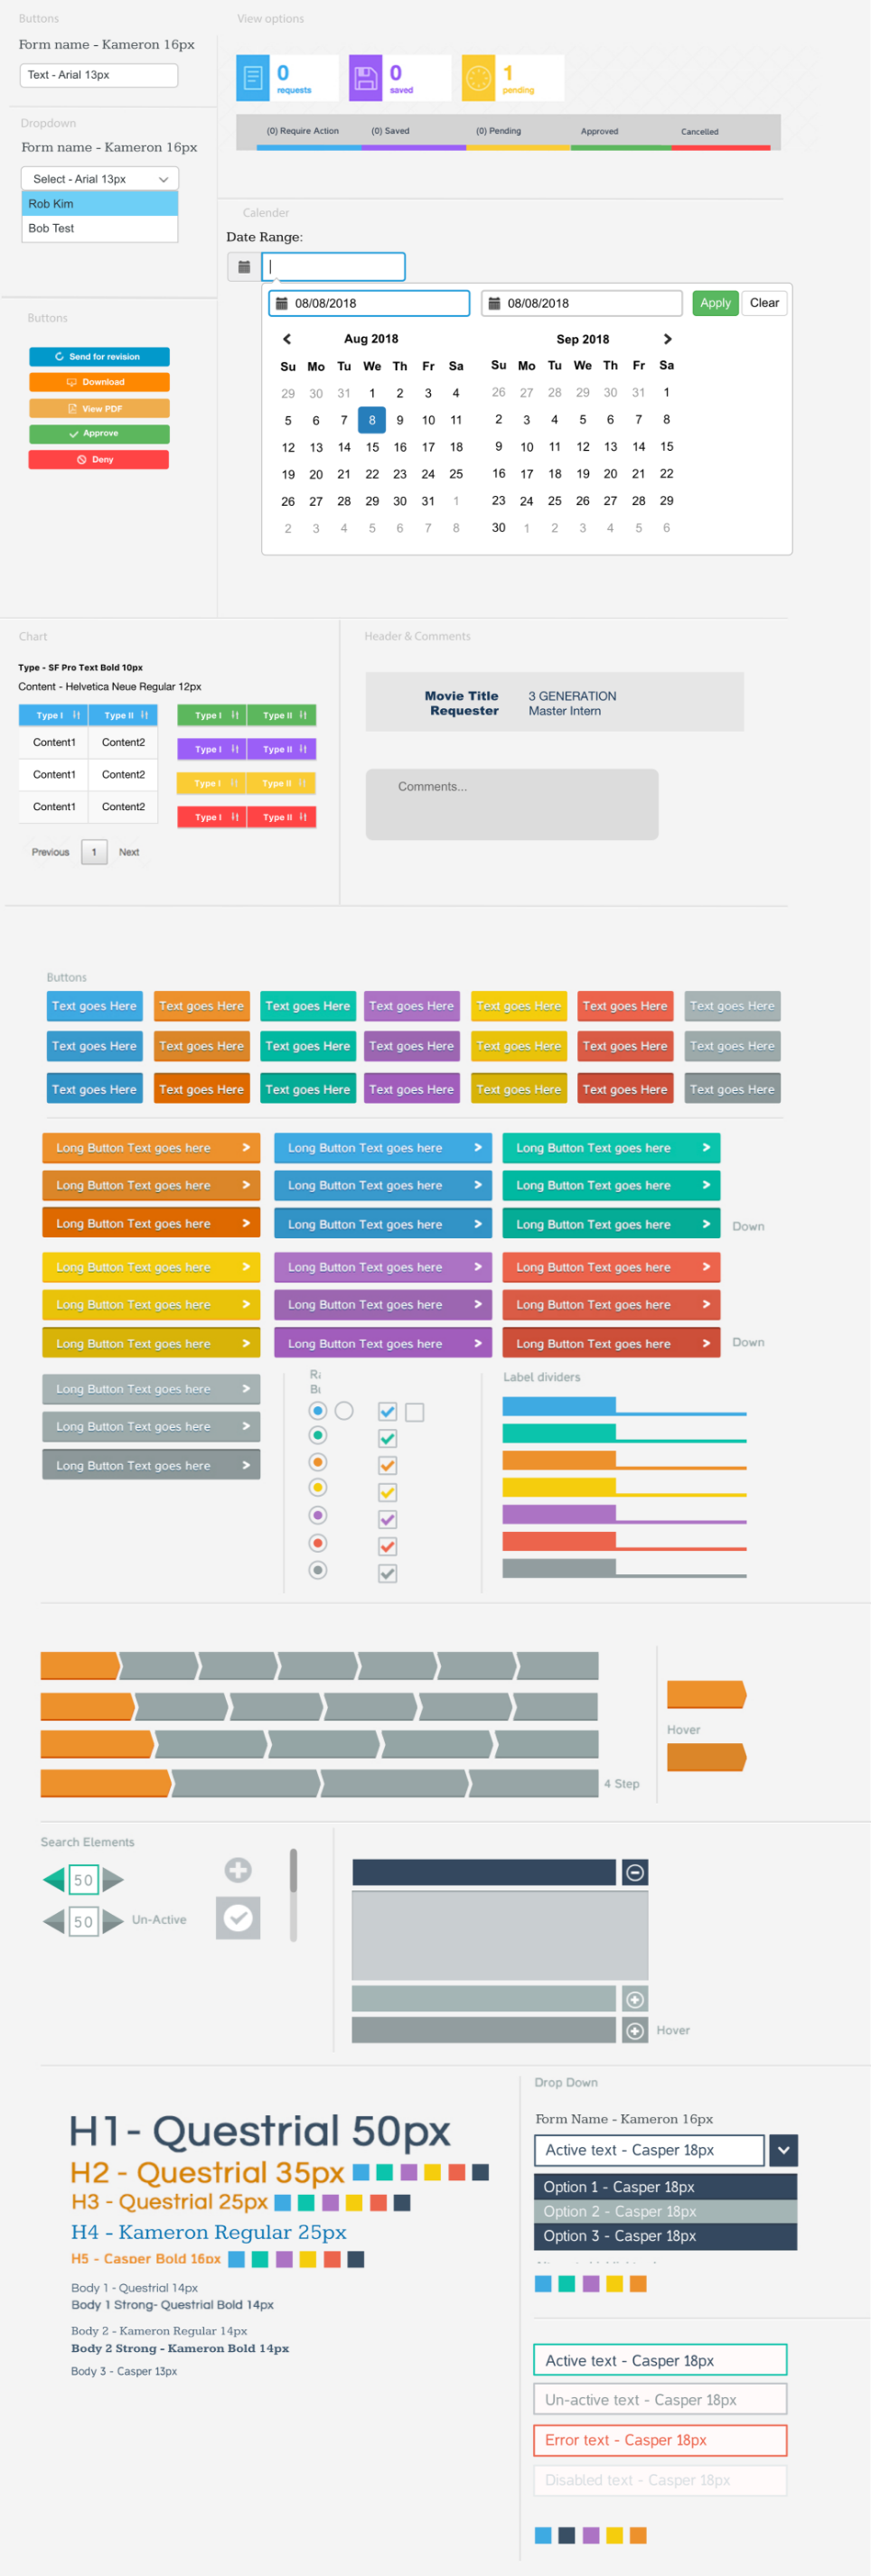 Buttons
Form name - Kameron 16px
Text - Arial 13px
Dropdown
Form name - Kameron 16px
Select - Arial 13px
Rob Kim
Bob Test
Buttons
Send for revision
Download
View PDF
Approve
Deny
View options
0
requests
0
saved
1
pending
(0) Require Action (0) Saved (0) Pending Approved Cancelled
Calender
Date Range:
08/08/2018 08/08/2018 Apply Clear
Aug 2018
Su Mo Tu We Th Fr Sa
29 30 31 1 2 3 4
5 6 7 8 9 10 11
12 13 14 15 16 17 18
19 20 21 22 23 24 25
26 27 28 29 30 31 1
2 3 4 5 6 7 8
Sep 2018
Su Mo Tu We Th Fr Sa
26 27 28 29 30 31 1
2 3 4 5 6 7 8
9 10 11 12 13 14 15
16 17 18 19 20 21 22
23 24 25 26 27 28 29
30 1 2 3 4 5 6
Chart
Type - SF Pro Text Bold 10px
Content - Helvetica Neue Regular 12px
Type I Type II
Content1 Content2
Content1 Content2
Content1 Content2
Previous 1 Next
Type I Type II
Type I Type II
Type I Type II
Type I Type II
Header & Comments
Movie Title 3 GENERATION
Requester Master Intern
Comments...
Buttons
Text goes Here Text goes Here Text goes Here Text goes Here Text goes Here Text goes Here Text goes Here
Text goes Here Text goes Here Text goes Here Text goes Here Text goes Here Text goes Here Text goes Here
Text goes Here Text goes Here Text goes Here Text goes Here Text goes Here Text goes Here Text goes Here
Long Button Text goes here Long Button Text goes here Long Button Text goes here
Long Button Text goes here Long Button Text goes here Long Button Text goes here
Long Button Text goes here Long Button Text goes here Long Button Text goes here Down
Long Button Text goes here Long Button Text goes here Long Button Text goes here
Long Button Text goes here Long Button Text goes here Long Button Text goes here
Long Button Text goes here Long Button Text goes here Long Button Text goes here Down
Long Button Text goes here
Long Button Text goes here
Long Button Text goes here
Label dividers
4 Step
Hover
Search Elements
50
50 Un-Active
Hover
H1- Questrial 50px
H2 - Questrial 35px
H3 - Questrial 25px
H4 - Kameron Regular 25px
H5 - Casper Bold 16px
Body 1 - Questrial 14px
Body 1 Strong- Questrial Bold 14px
Body 2 - Kameron Regular 14px
Body 2 Strong - Kameron Bold 14px
Body 3 - Casper 13px
Drop Down
Form Name - Kameron 16px
Active text - Casper 18px
Option 1 - Casper 18px
Option 2 - Casper 18px
Option 3 - Casper 18px
Active text - Casper 18px
Un-active text - Casper 18px
Error text - Casper 18px
Disabled text - Casper 18px